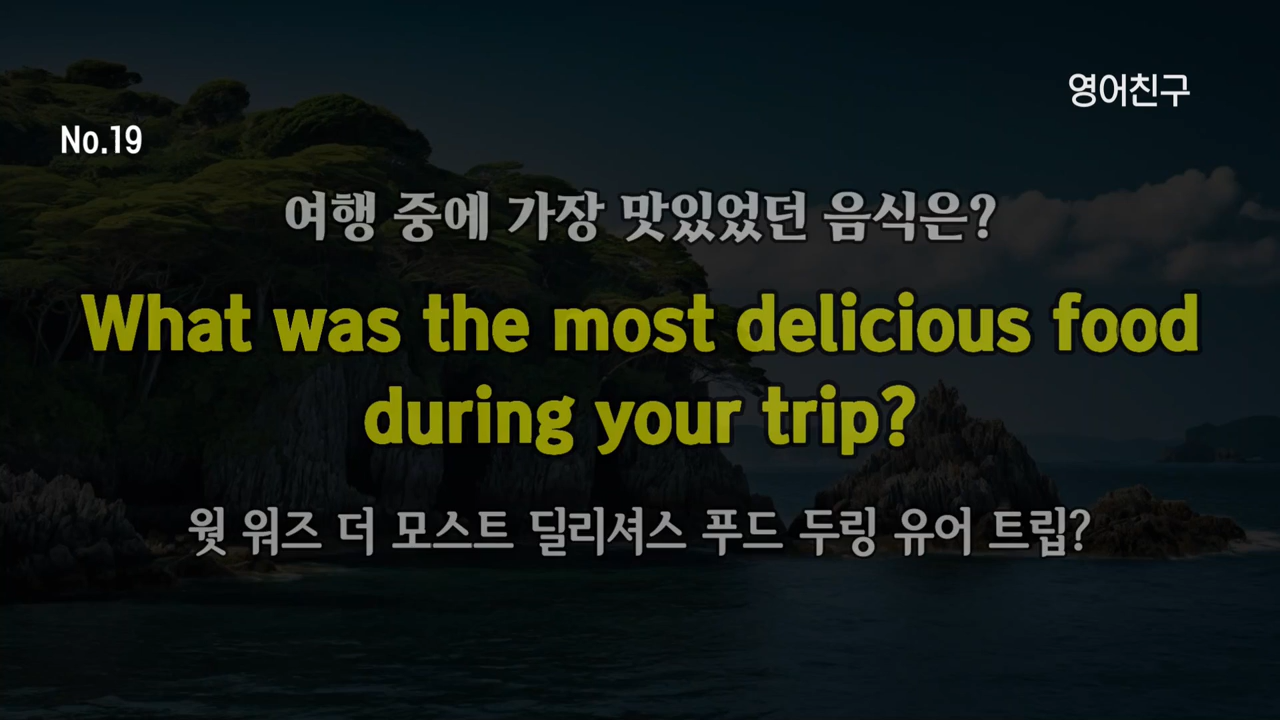 영어친구
No.19
여행 중에 가장 맛있었던 음식은?
What was the most delicious food
during your trip?
웟 워즈 더 모스트 딜리셔스 푸드 두링 유어 트립?